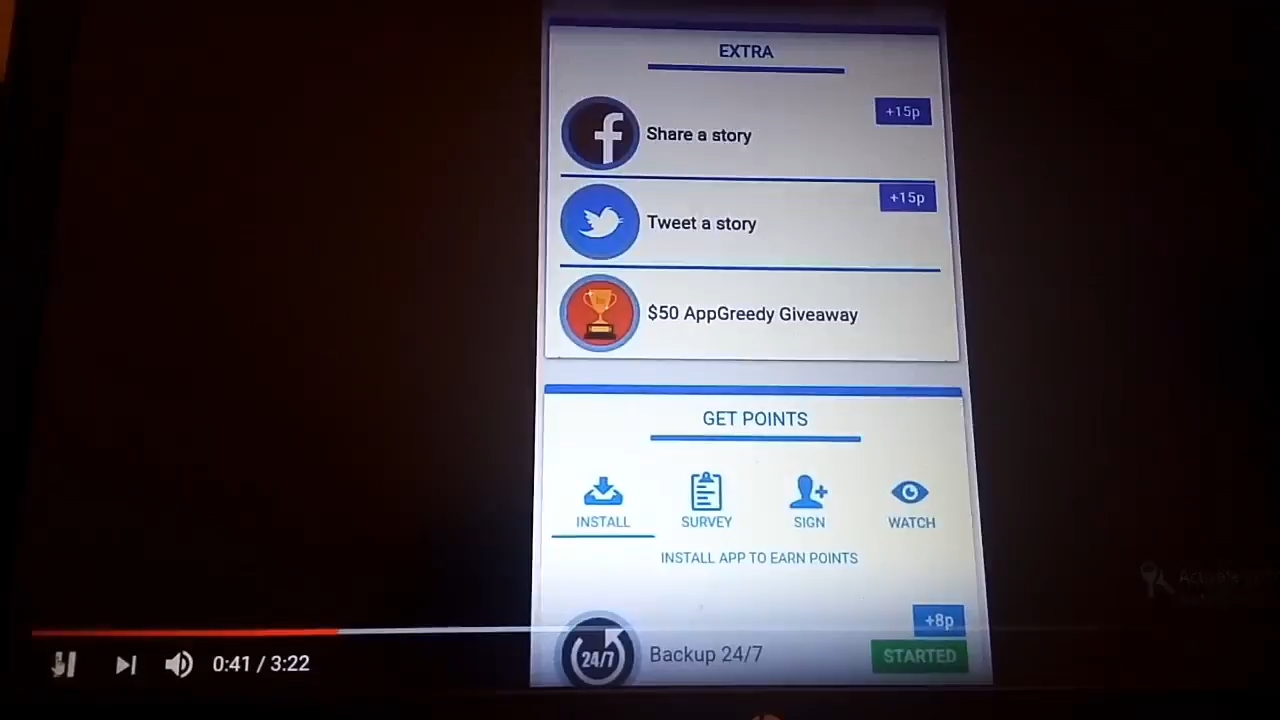 EXTRA
+15p
Share a story
+15p
Tweet a story
$50 AppGreedy Giveaway
GET POINTS
INSTALL
SURVEY
SIGN
WATCH
INSTALL APP TO EARN POINTS
+8p
24/7
Backup 24/7
STARTED
0:41 / 3:22